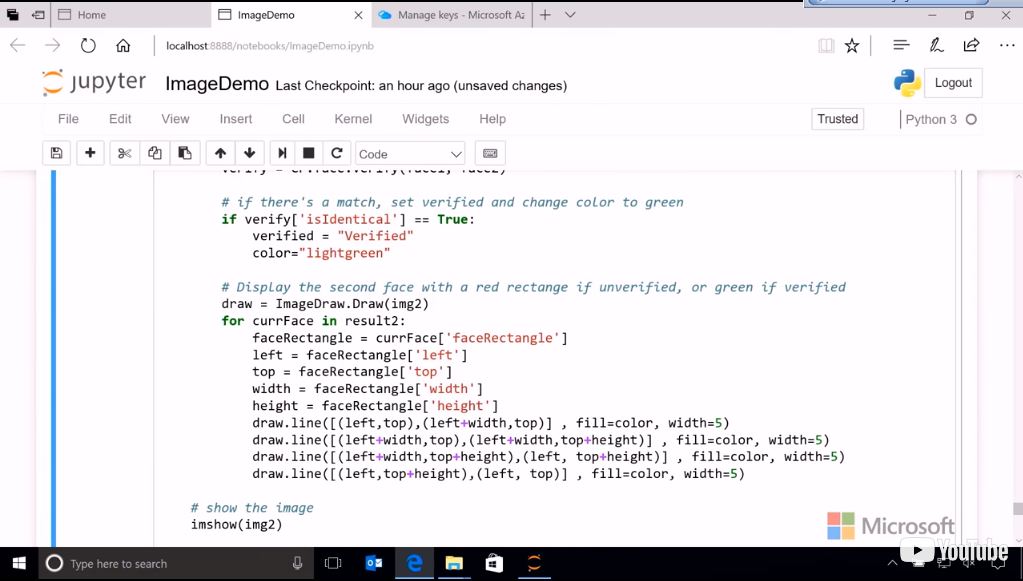 Home
ImageDemo
Manage keys - Microsoft Az
localhost:8888/notebooks/ImageDemo.ipynb
jupyter ImageDemo Last Checkpoint: an hour ago (unsaved changes)
Logout
File Edit View Insert Cell Kernel Widgets Help
Trusted
Python 3
Code
verify = CF.face.verify(face1, face2)
# if there's a match, set verified and change color to green
if verify['isIdentical'] == True:
verified = "Verified"
color="lightgreen"
# Display the second face with a red rectange if unverified, or green if verified
draw = ImageDraw.Draw(img2)
for currFace in result2:
faceRectangle = currFace['faceRectangle']
left = faceRectangle['left']
top = faceRectangle['top']
width = faceRectangle['width']
height = faceRectangle['height']
draw.line([(left,top),(left+width,top)] , fill=color, width=5)
draw.line([(left+width,top),(left+width,top+height)] , fill=color, width=5)
draw.line([(left+width,top+height),(left, top+height)] , fill=color, width=5)
draw.line([(left,top+height),(left, top)] , fill=color, width=5)
# show the image
imshow(img2)
Microsoft
YouTube
Type here to search